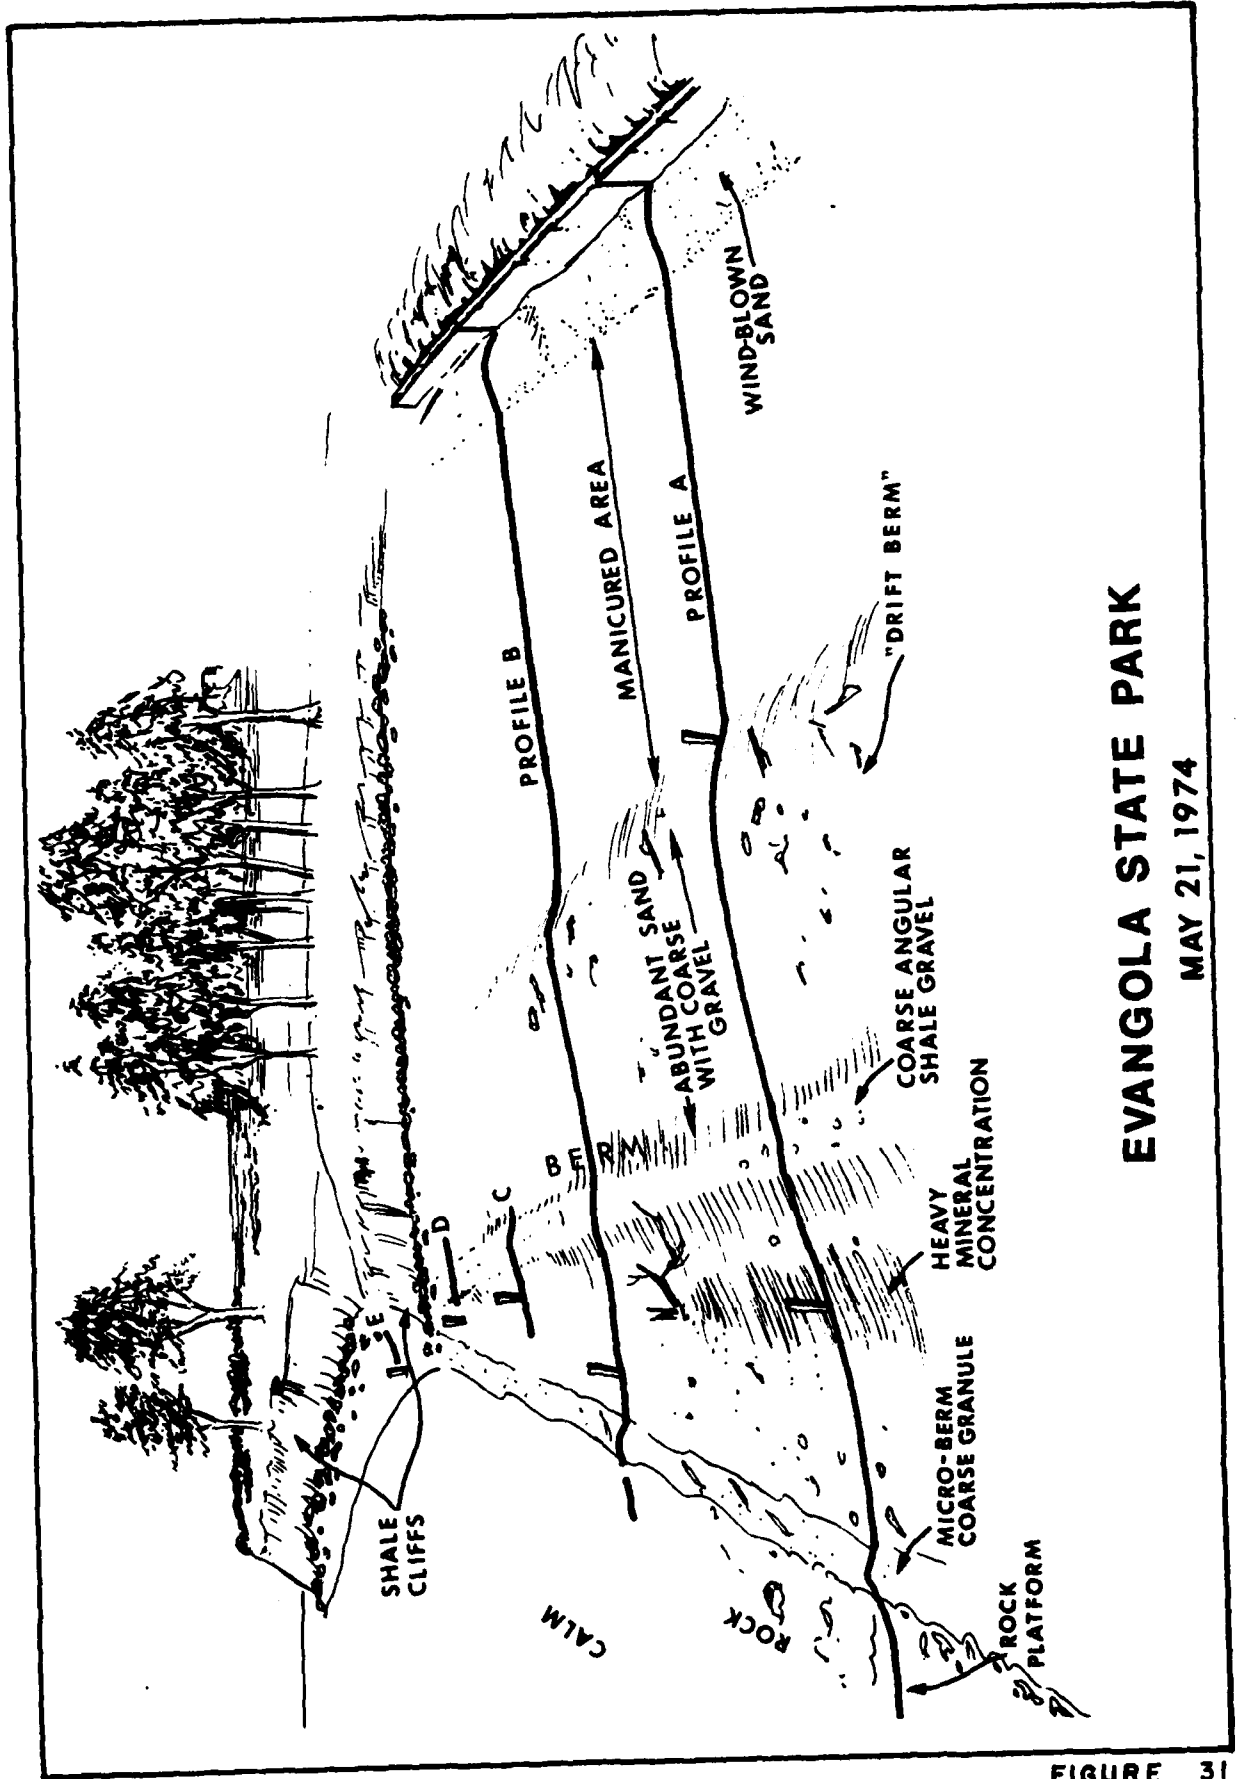 SHALE
CLIFFS
E
D
C
BERM
PROFILE B
MANICURED AREA
PROFILE A
WIND-BLOWN
SAND
CALM
ROCK
ABUNDANT SAND
WITH COARSE
GRAVEL
"DRIFT BERM"
COARSE ANGULAR
SHALE GRAVEL
HEAVY
MINERAL
CONCENTRATION
MICRO-BERM
COARSE GRANULE
ROCK
PLATFORM
EVANGOLA STATE PARK
MAY 21, 1974
FIGURE 31